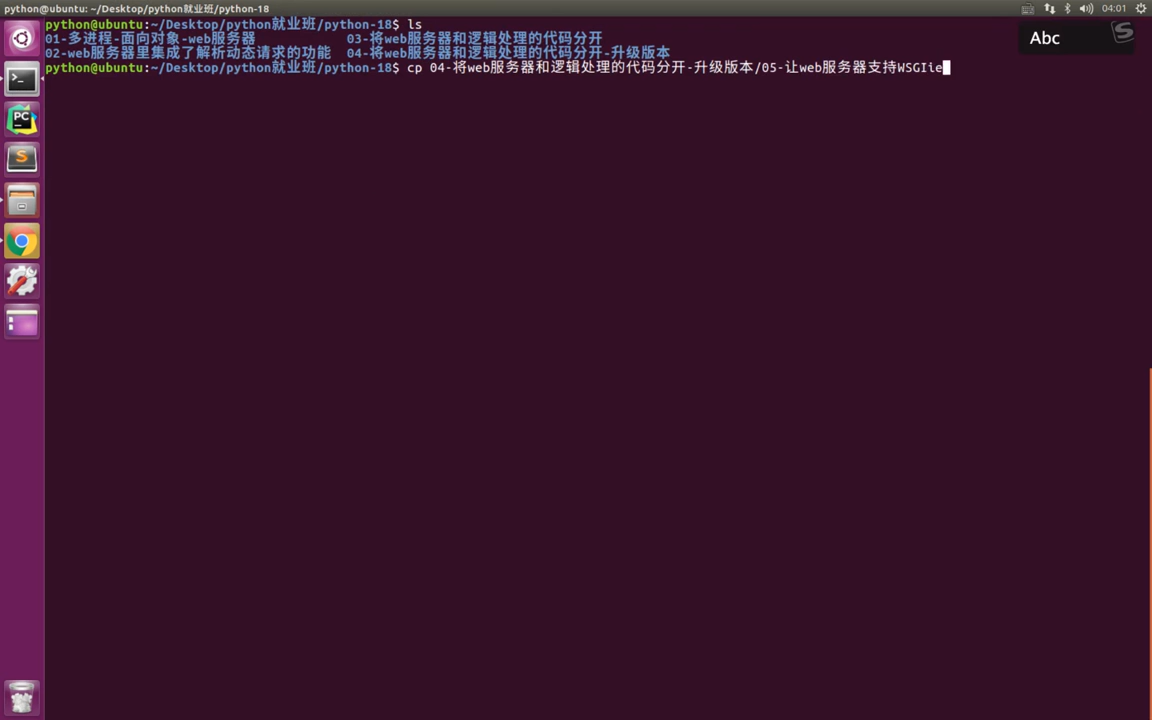 python@ubuntu: ~/Desktop/python就业班/python-18
04:01
Abc
python@ubuntu:~/Desktop/python就业班/python-18$ ls
01-多进程-面向对象-web服务器 03-将web服务器和逻辑处理的代码分开
02-web服务器里集成了解析动态请求的功能 04-将web服务器和逻辑处理的代码分开-升级版本
python@ubuntu:~/Desktop/python就业班/python-18$ cp 04-将web服务器和逻辑处理的代码分开-升级版本/05-让web服务器支持WSGIie
PC
S